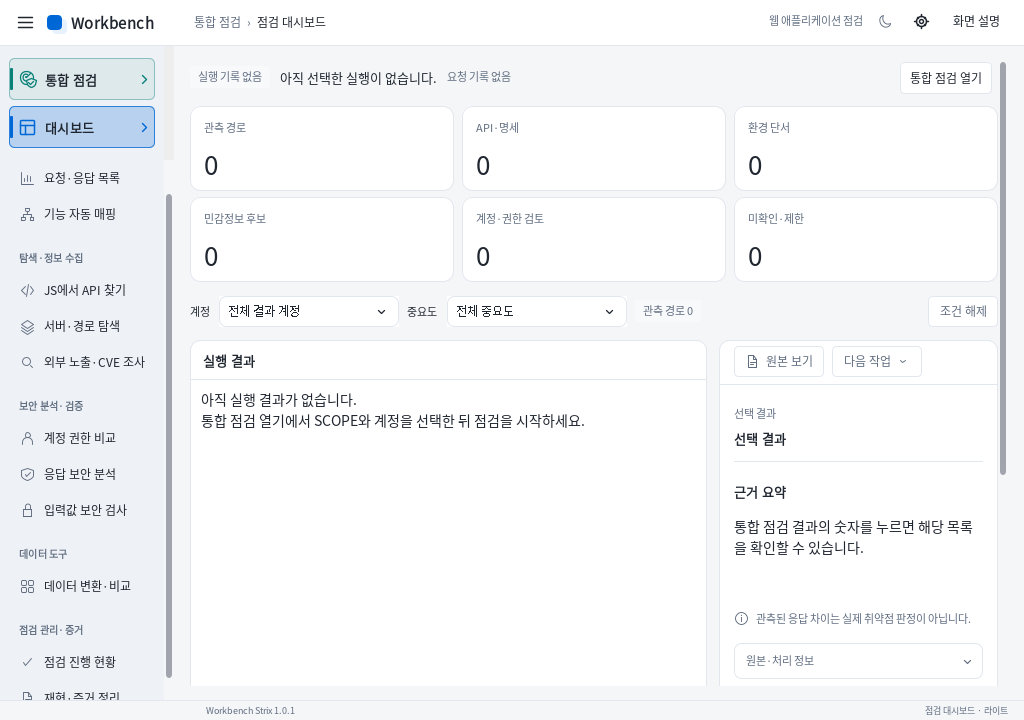 Workbench
통합 점검 › 점검 대시보드
웹 애플리케이션 점검
화면 설명
통합 점검
대시보드
요청·응답 목록
기능 자동 매핑
탐색·정보 수집
JS에서 API 찾기
서버·경로 탐색
외부 노출·CVE 조사
보안 분석·검증
계정 권한 비교
응답 보안 분석
입력값 보안 검사
데이터 도구
데이터 변환·비교
점검 관리·증거
점검 진행 현황
재현·증거 정리
실행 기록 없음
아직 선택한 실행이 없습니다.
요청 기록 없음
통합 점검 열기
관측 경로
0
API·명세
0
환경 단서
0
민감정보 후보
0
계정·권한 검토
0
미확인·제한
0
계정
전체 결과 계정
중요도
전체 중요도
관측 경로 0
조건 해제
실행 결과
아직 실행 결과가 없습니다.
통합 점검 열기에서 SCOPE와 계정을 선택한 뒤 점검을 시작하세요.
원본 보기
다음 작업
선택 결과
선택 결과
근거 요약
통합 점검 결과의 숫자를 누르면 해당 목록
을 확인할 수 있습니다.
관측된 응답 차이는 실제 취약점 판정이 아닙니다.
원본·처리 정보
Workbench Strix 1.0.1
점검 대시보드 · 라이트